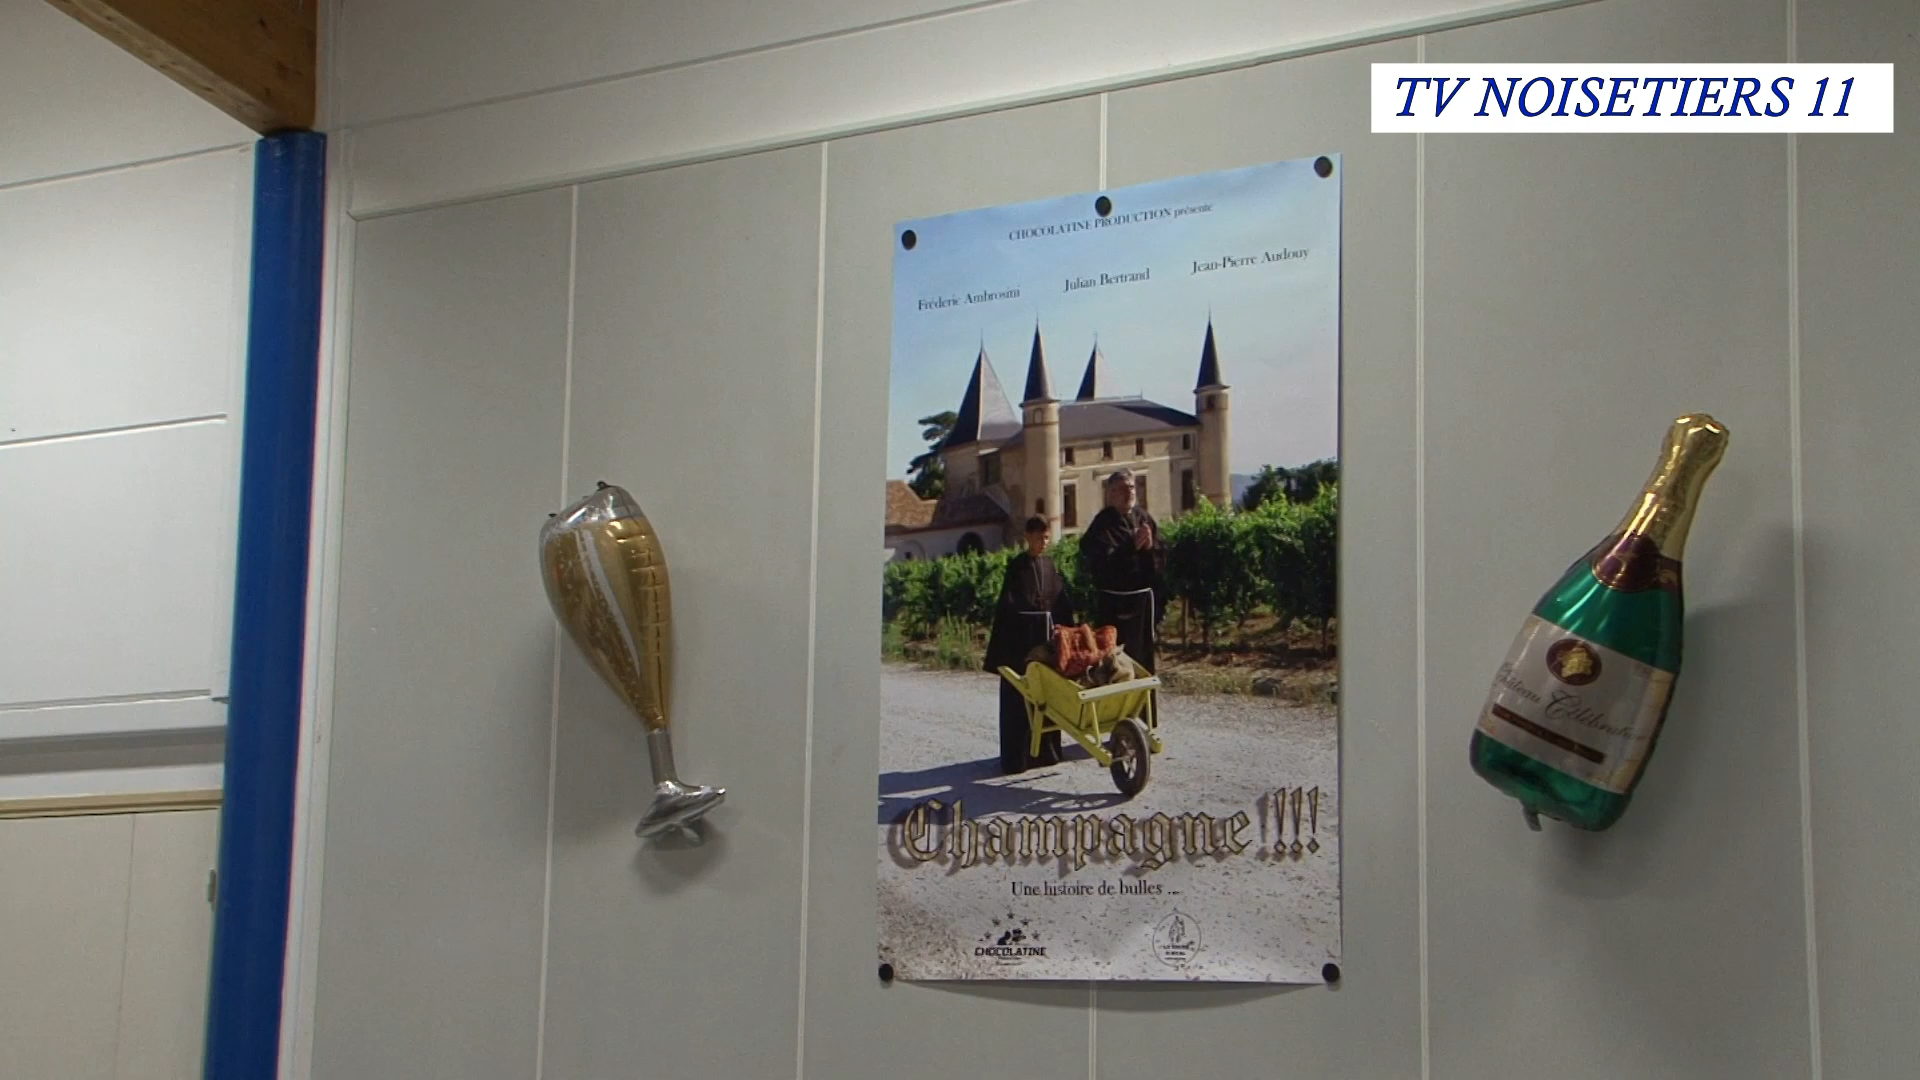 TV NOISETIERS 11
CHOCOLATINE PRODUCTION présente
Fréderic Ambrosini
Julian Bertrand
Jean-Pierre Audouy
Champagne !!!!
Une histoire de bulles ...
CHOCOLATINE
Château Célébration